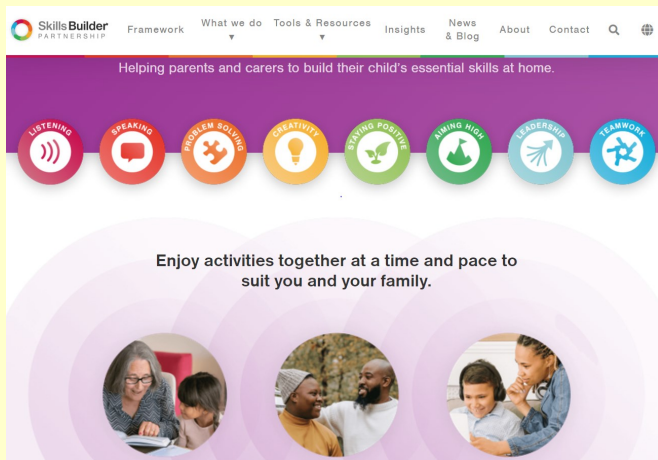 Skills Builder
PARTNERSHIP
Framework
What we do
Tools & Resources
Insights
News
& Blog
About
Contact
Helping parents and carers to build their child's essential skills at home.
LISTENING
SPEAKING
PROBLEM SOLVING
CREATIVITY
STAYING POSITIVE
AIMING HIGH
LEADERSHIP
TEAMWORK
Enjoy activities together at a time and pace to
suit you and your family.